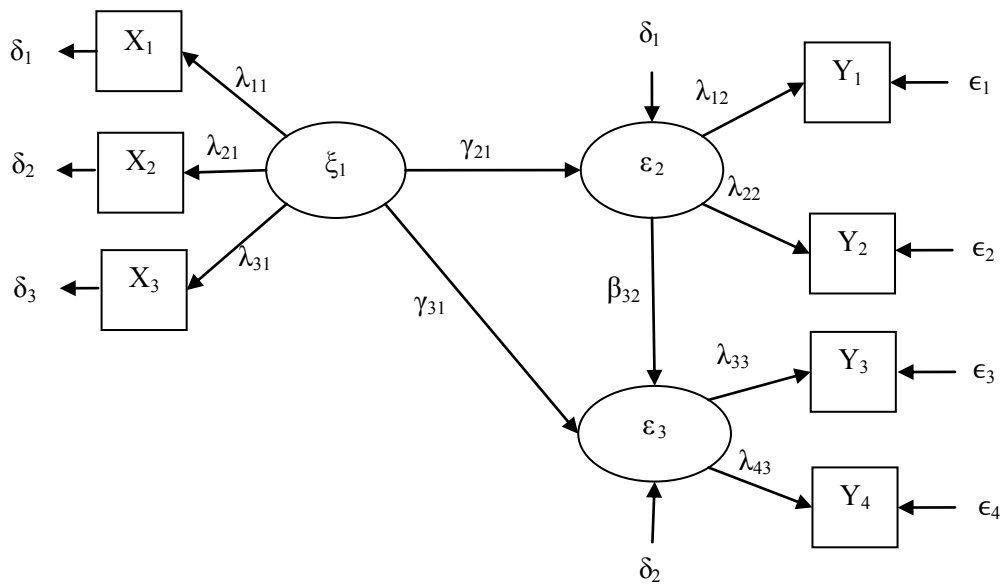 δ₁
X₁
λ₁₁
δ₂
X₂
λ₂₁
δ₃
X₃
λ₃₁
ξ₁
γ₂₁
γ₃₁
δ₁
ε₂
β₃₂
ε₃
δ₂
λ₁₂
Y₁
ϵ₁
λ₂₂
Y₂
ϵ₂
λ₃₃
Y₃
ϵ₃
λ₄₃
Y₄
ϵ₄